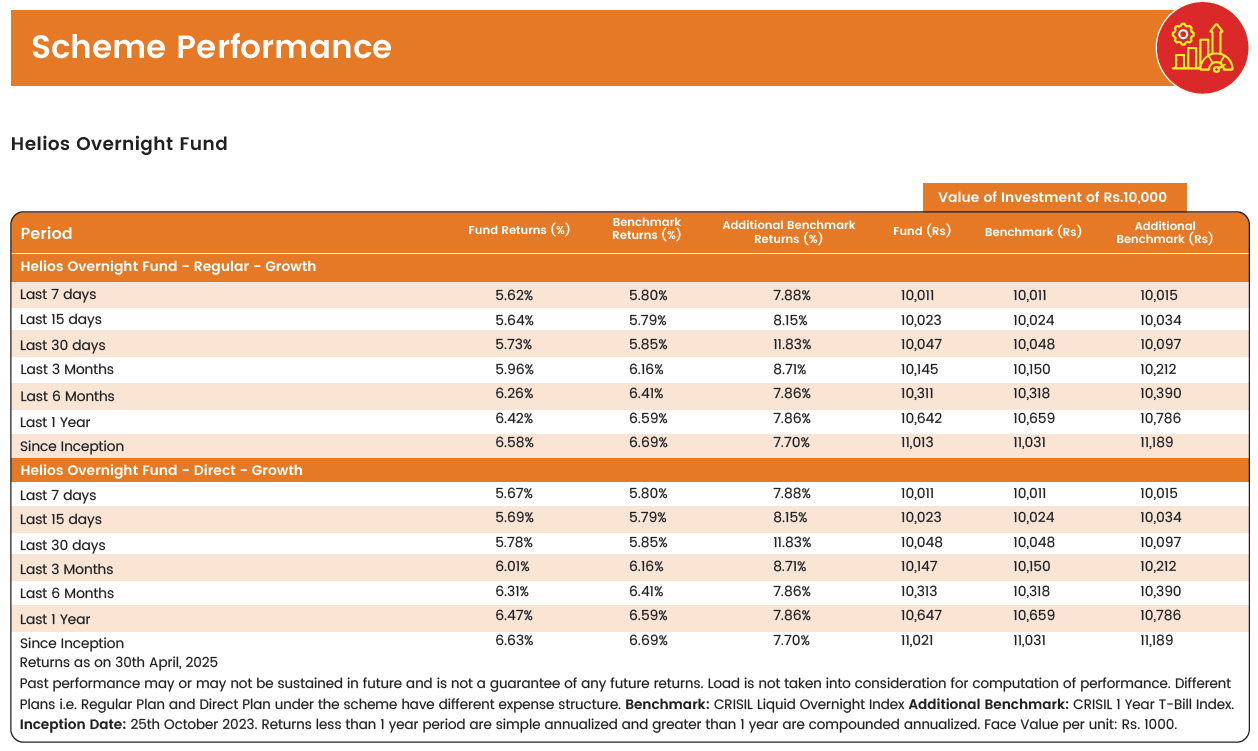 Scheme Performance
Helios Overnight Fund
Value of Investment of Rs.10,000
Period Fund Returns (%) Benchmark Returns (%) Additional Benchmark Returns (%) Fund (Rs) Benchmark (Rs) Additional Benchmark (Rs)
Helios Overnight Fund - Regular - Growth
Last 7 days 5.62% 5.80% 7.88% 10,011 10,011 10,015
Last 15 days 5.64% 5.79% 8.15% 10,023 10,024 10,034
Last 30 days 5.73% 5.85% 11.83% 10,047 10,048 10,097
Last 3 Months 5.96% 6.16% 8.71% 10,145 10,150 10,212
Last 6 Months 6.26% 6.41% 7.86% 10,311 10,318 10,390
Last 1 Year 6.42% 6.59% 7.86% 10,642 10,659 10,786
Since Inception 6.58% 6.69% 7.70% 11,013 11,031 11,189
Helios Overnight Fund - Direct - Growth
Last 7 days 5.67% 5.80% 7.88% 10,011 10,011 10,015
Last 15 days 5.69% 5.79% 8.15% 10,023 10,024 10,034
Last 30 days 5.78% 5.85% 11.83% 10,048 10,048 10,097
Last 3 Months 6.01% 6.16% 8.71% 10,147 10,150 10,212
Last 6 Months 6.31% 6.41% 7.86% 10,313 10,318 10,390
Last 1 Year 6.47% 6.59% 7.86% 10,647 10,659 10,786
Since Inception 6.63% 6.69% 7.70% 11,021 11,031 11,189
Returns as on 30th April, 2025
Past performance may or may not be sustained in future and is not a guarantee of any future returns. Load is not taken into consideration for computation of performance. Different
Plans i.e. Regular Plan and Direct Plan under the scheme have different expense structure. Benchmark: CRISIL Liquid Overnight Index Additional Benchmark: CRISIL 1 Year T-Bill Index.
Inception Date: 25th October 2023. Returns less than 1 year period are simple annualized and greater than 1 year are compounded annualized. Face Value per unit: Rs. 1000.